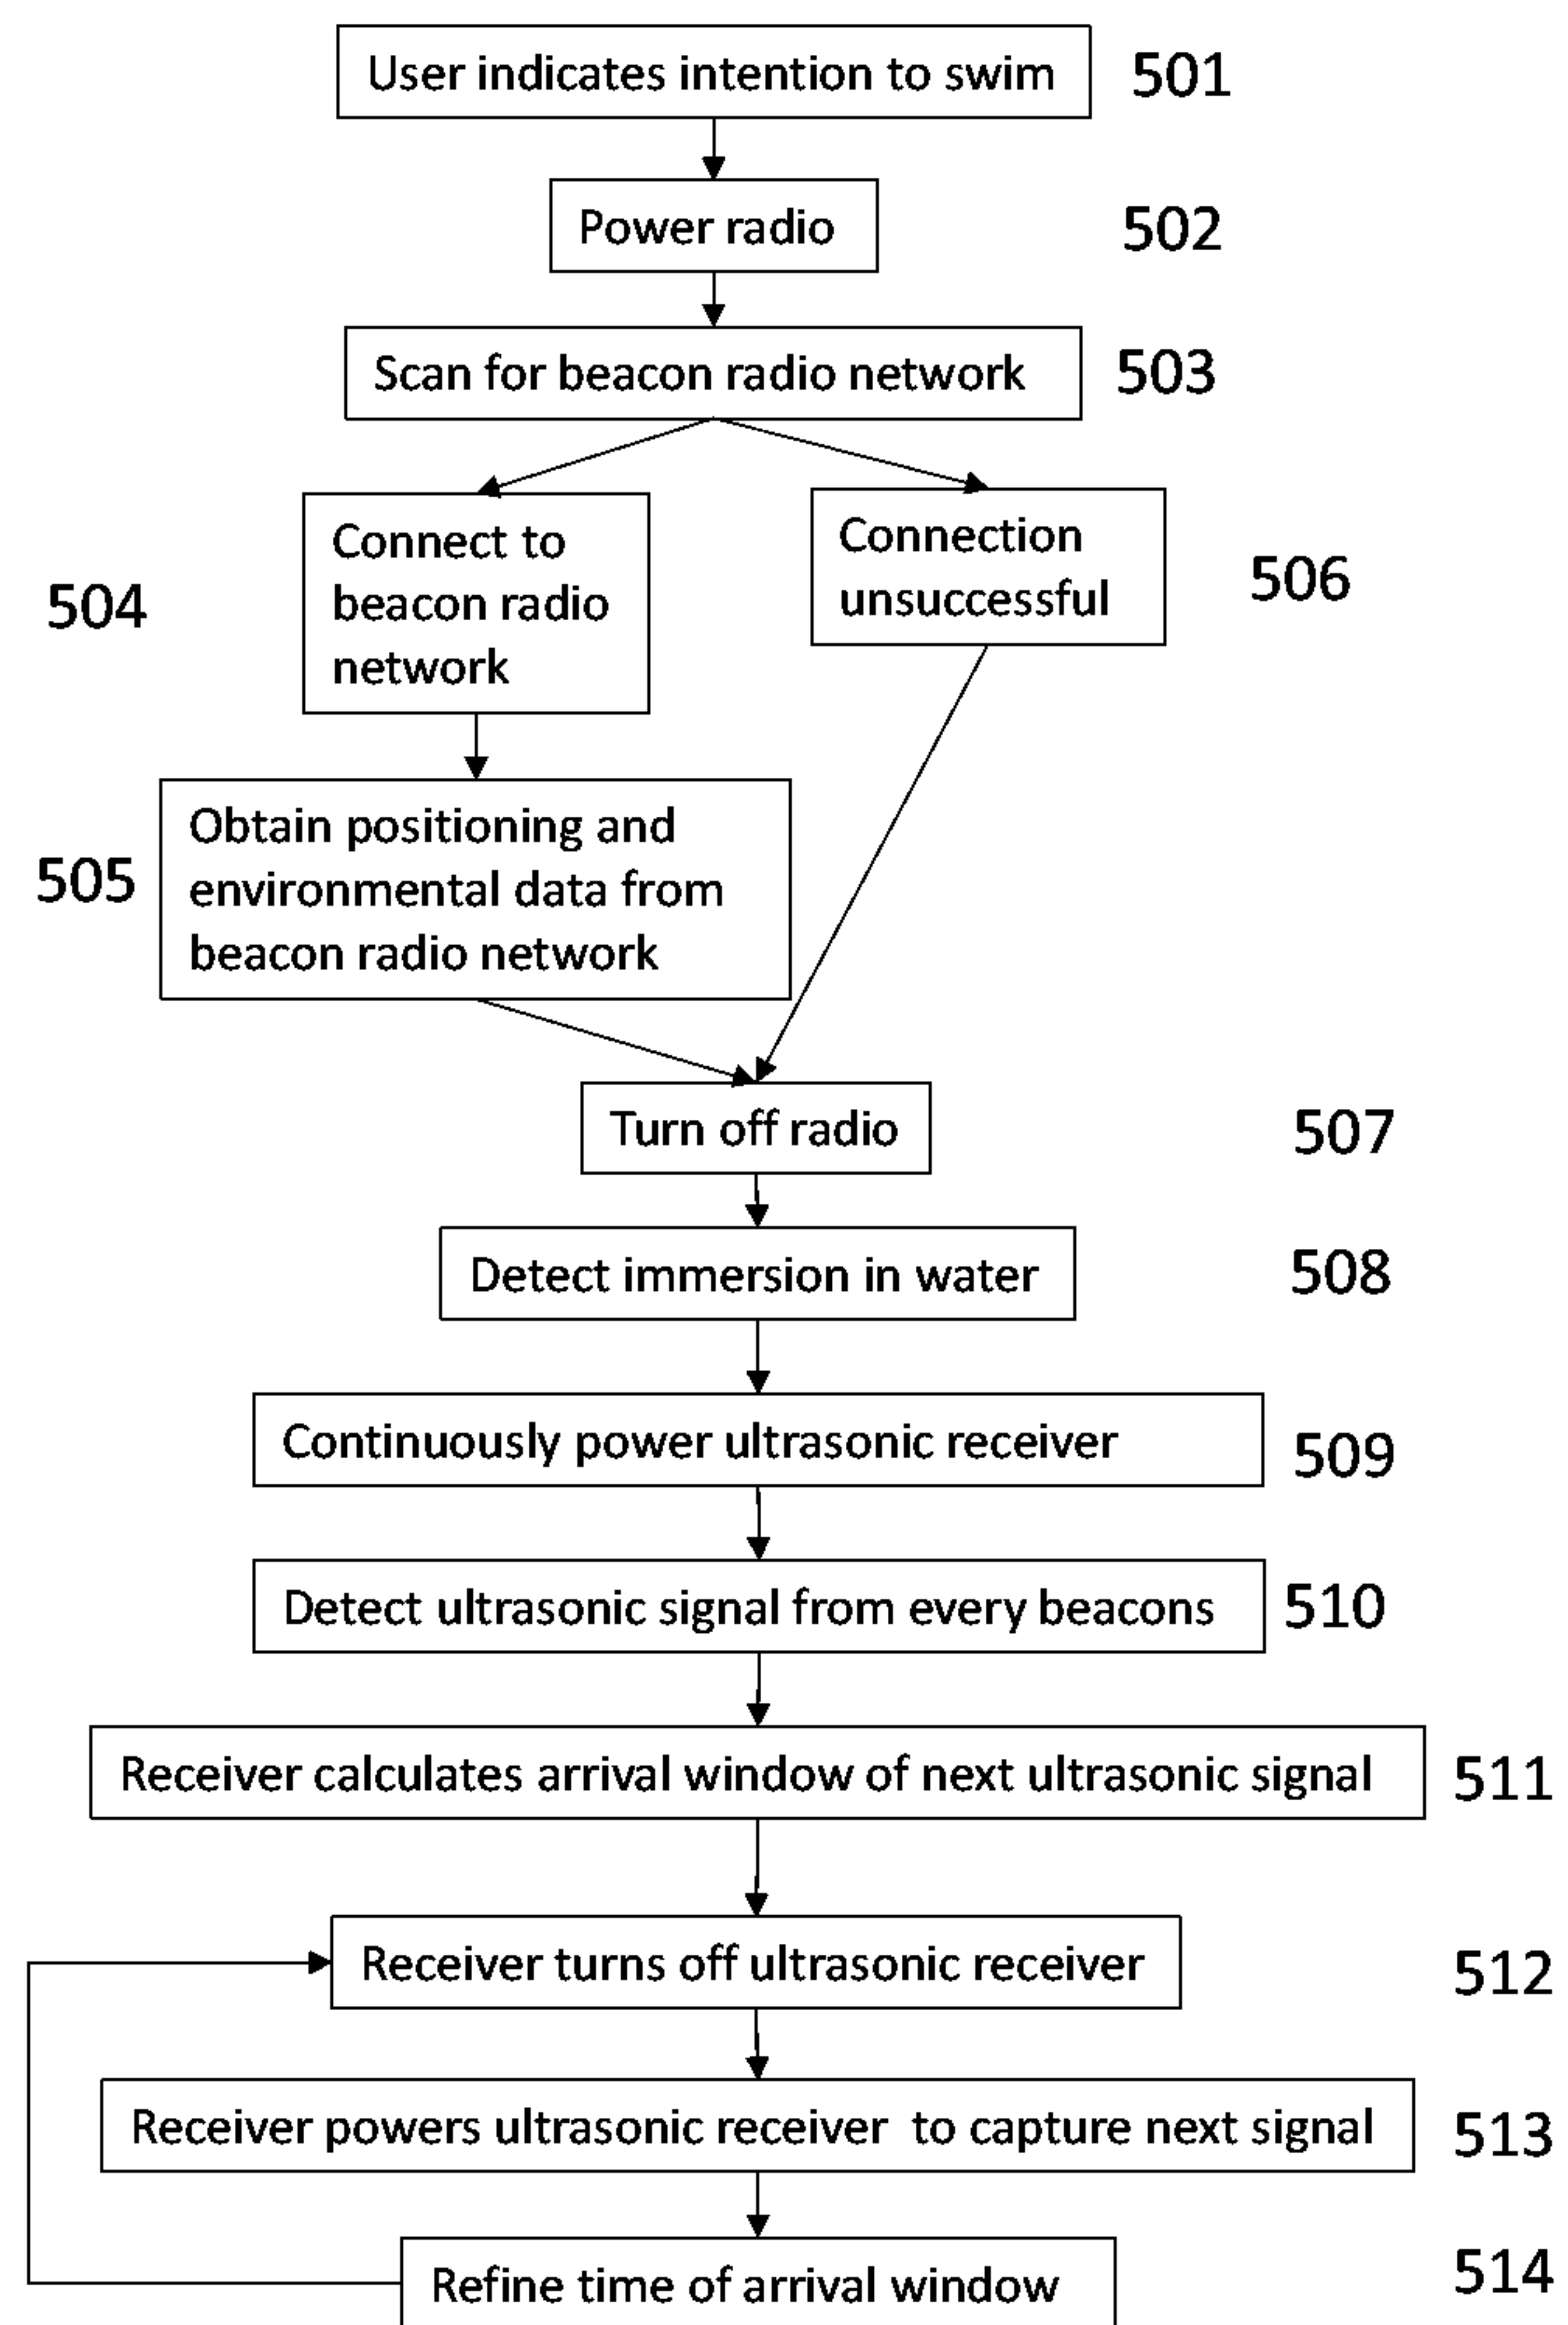 User indicates intention to swim
501
Power radio
502
Scan for beacon radio network
503
504
Connect to
beacon radio
network
Connection
unsuccessful
506
505
Obtain positioning and
environmental data from
beacon radio network
Turn off radio
507
Detect immersion in water
508
Continuously power ultrasonic receiver
509
Detect ultrasonic signal from every beacons
510
Receiver calculates arrival window of next ultrasonic signal
511
Receiver turns off ultrasonic receiver
512
Receiver powers ultrasonic receiver  to capture next signal
513
Refine time of arrival window
514